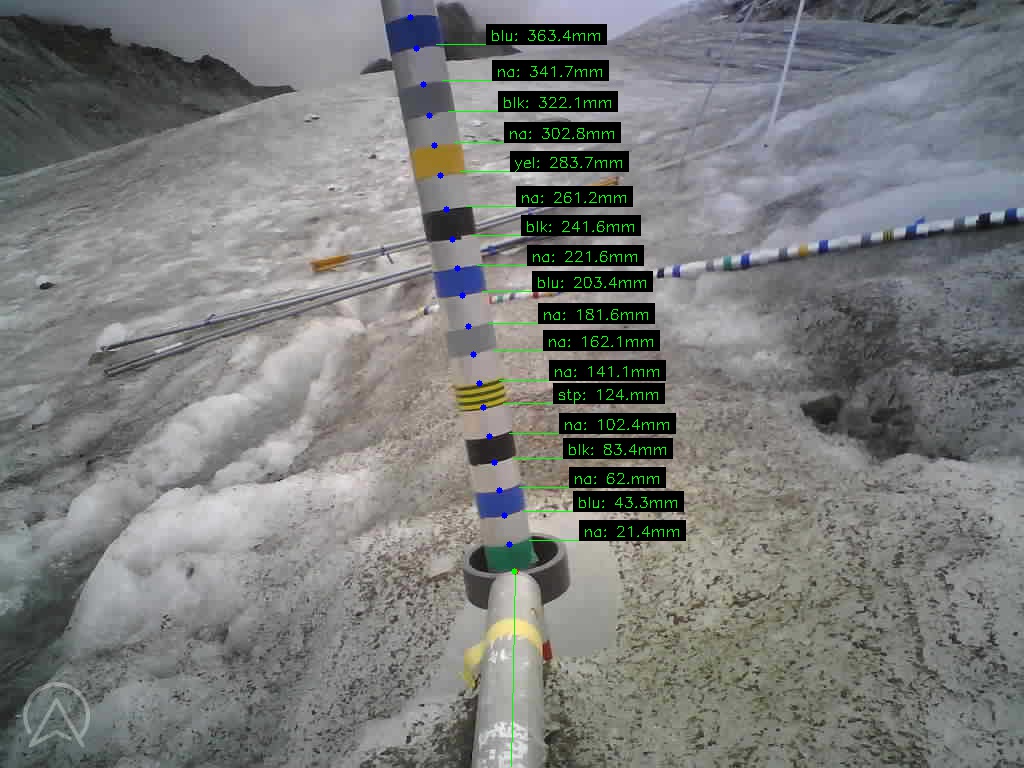 blu: 363.4mm
na: 341.7mm
blk: 322.1mm
na: 302.8mm
yel: 283.7mm
na: 261.2mm
blk: 241.6mm
na: 221.6mm
blu: 203.4mm
na: 181.6mm
na: 162.1mm
na: 141.1mm
stp: 124.mm
na: 102.4mm
blk: 83.4mm
na: 62.mm
blu: 43.3mm
na: 21.4mm